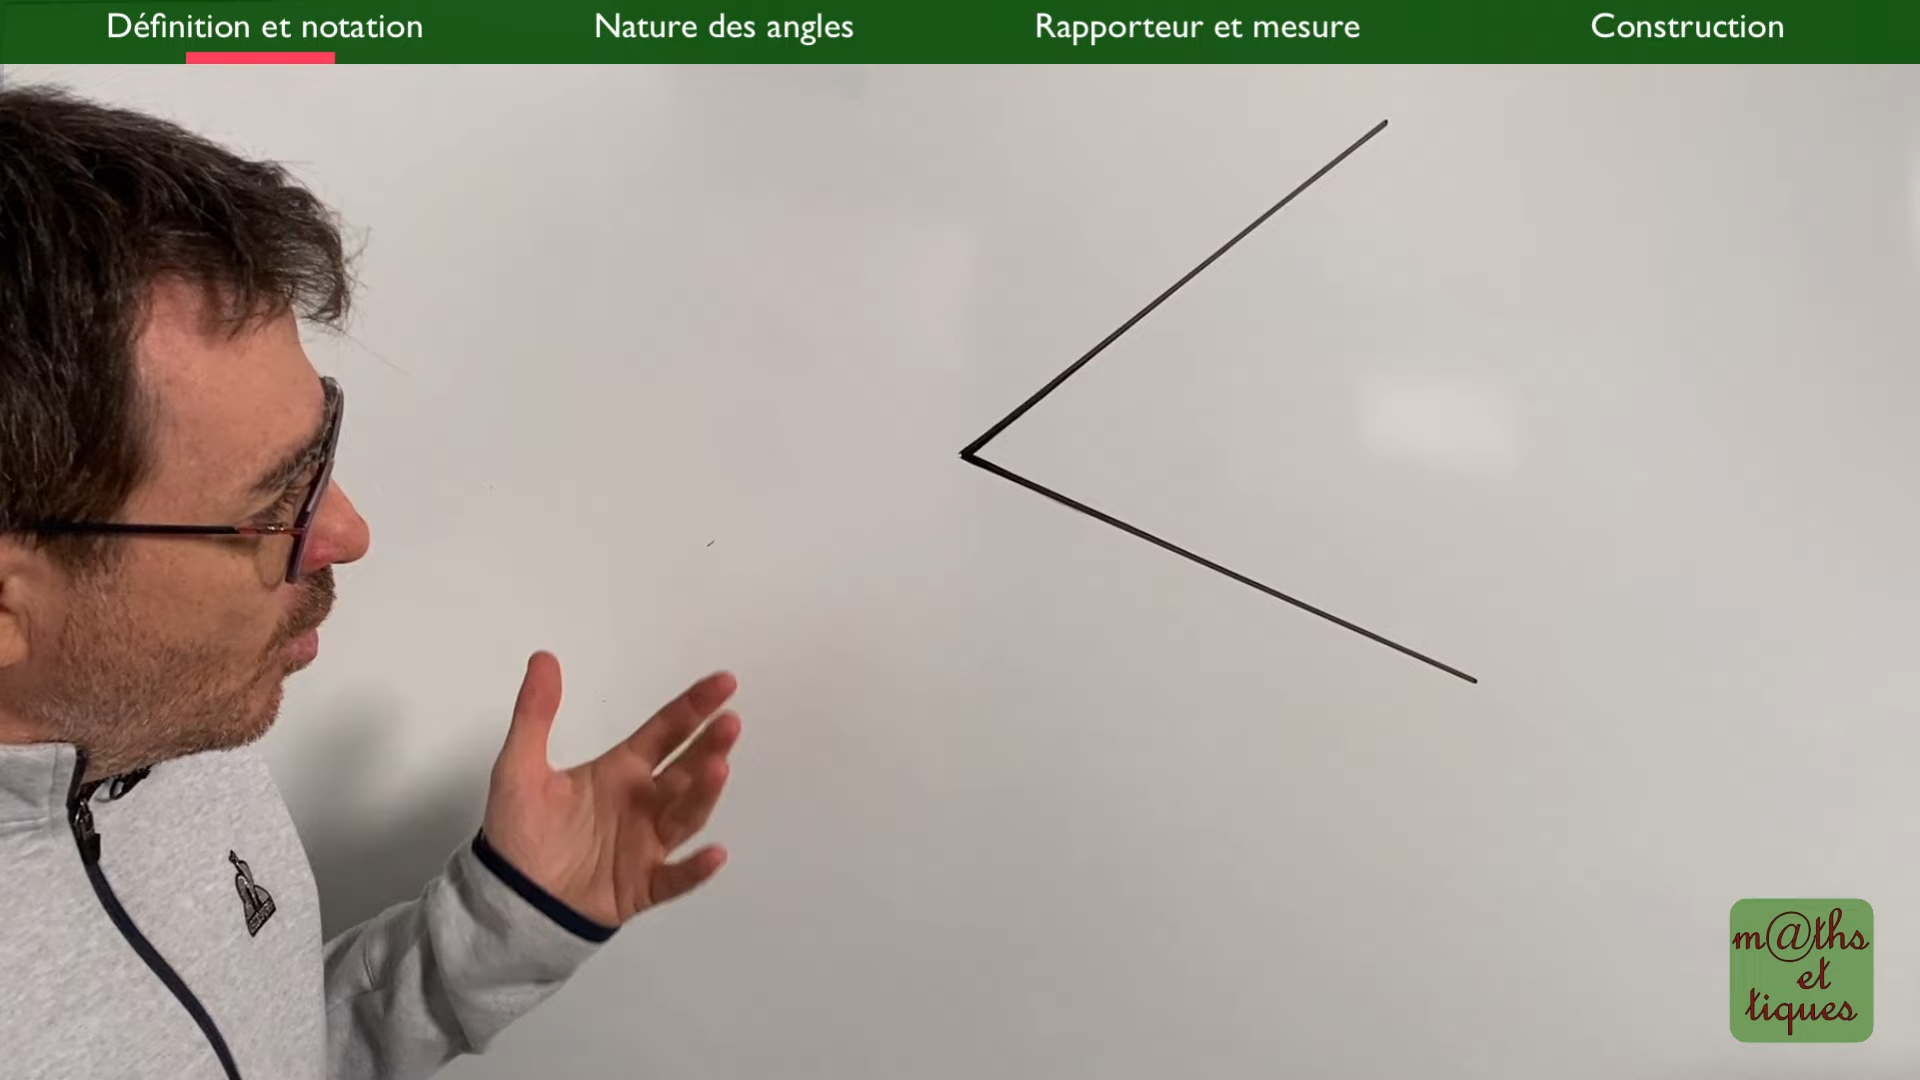 Définition et notation
Nature des angles
Rapporteur et mesure
Construction
m@ths
et
tiques